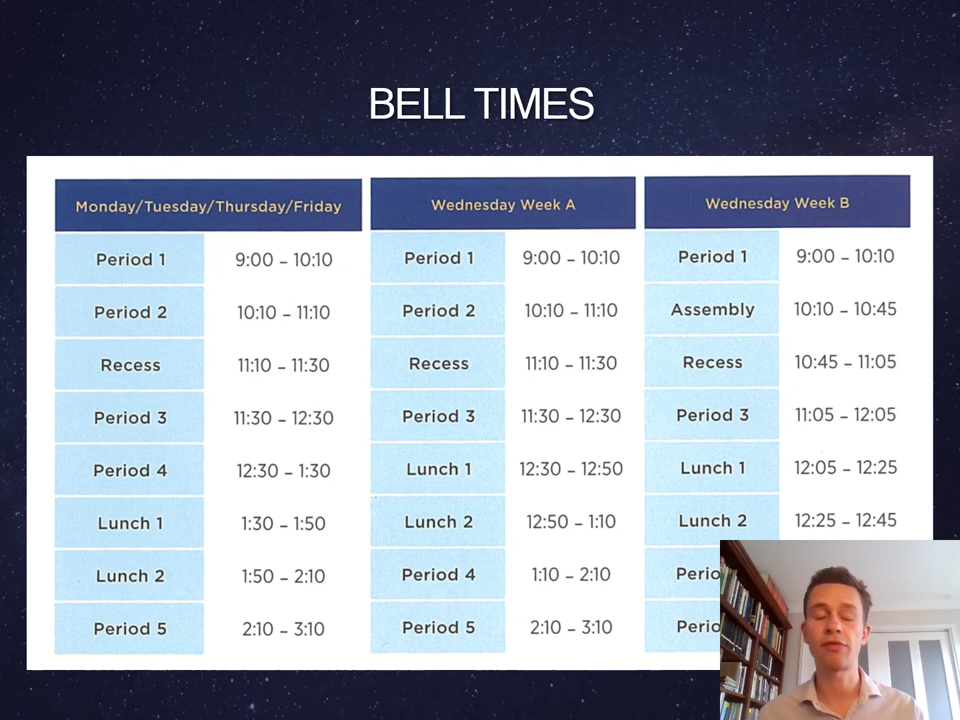 BELL TIMES
Monday/Tuesday/Thursday/Friday
Period 1 9:00 – 10:10
Period 2 10:10 – 11:10
Recess 11:10 – 11:30
Period 3 11:30 – 12:30
Period 4 12:30 – 1:30
Lunch 1 1:30 – 1:50
Lunch 2 1:50 – 2:10
Period 5 2:10 – 3:10
Wednesday Week A
Period 1 9:00 – 10:10
Period 2 10:10 – 11:10
Recess 11:10 – 11:30
Period 3 11:30 – 12:30
Lunch 1 12:30 – 12:50
Lunch 2 12:50 – 1:10
Period 4 1:10 – 2:10
Period 5 2:10 – 3:10
Wednesday Week B
Period 1 9:00 – 10:10
Assembly 10:10 – 10:45
Recess 10:45 – 11:05
Period 3 11:05 – 12:05
Lunch 1 12:05 – 12:25
Lunch 2 12:25 – 12:45